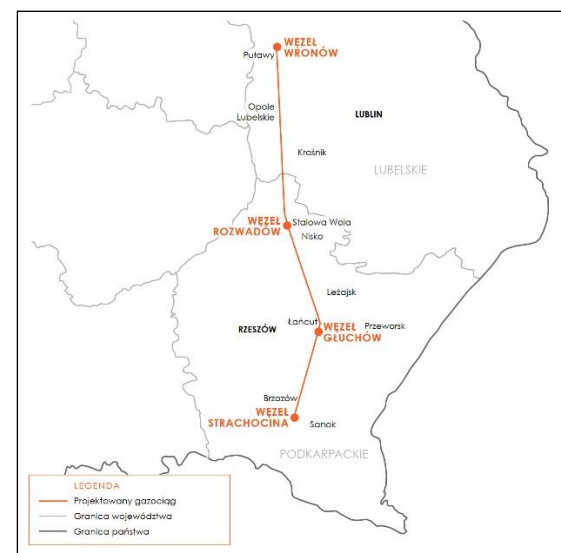 WĘZEŁ
WRONÓW
Puławy
Opole
Lubelskie
LUBLIN
Kraśnik
LUBELSKIE
WĘZEŁ
ROZWADÓW
Stalowa Wola
Nisko
Leżajsk
RZESZÓW
Łańcut
Przeworsk
WĘZEŁ
GŁUCHÓW
Brzozów
WĘZEŁ
STRACHOCINA
Sanok
PODKARPACKIE
LEGENDA
Projektowany gazociąg
Granica województwa
Granica państwa